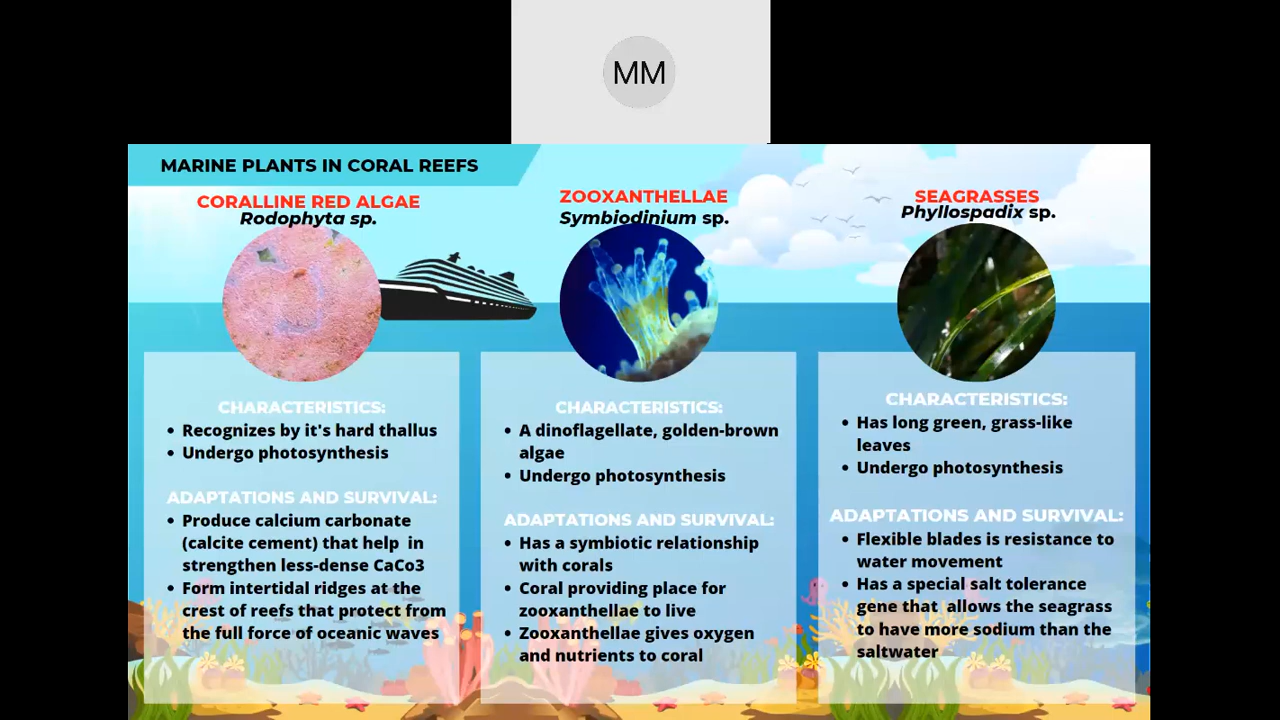 MM
MARINE PLANTS IN CORAL REEFS
CORALLINE RED ALGAE
Rodophyta sp.
CHARACTERISTICS:
• Recognizes by it's hard thallus
• Undergo photosynthesis
ADAPTATIONS AND SURVIVAL:
• Produce calcium carbonate
(calcite cement) that help in
strengthen less-dense CaCo3
• Form intertidal ridges at the
crest of reefs that protect from
the full force of oceanic waves
ZOOXANTHELLAE
Symbiodinium sp.
CHARACTERISTICS:
• A dinoflagellate, golden-brown
algae
• Undergo photosynthesis
ADAPTATIONS AND SURVIVAL:
• Has a symbiotic relationship
with corals
• Coral providing place for
zooxanthellae to live
• Zooxanthellae gives oxygen
and nutrients to coral
SEAGRASSES
Phyllospadix sp.
CHARACTERISTICS:
• Has long green, grass-like
leaves
• Undergo photosynthesis
ADAPTATIONS AND SURVIVAL:
• Flexible blades is resistance to
water movement
• Has a special salt tolerance
gene that allows the seagrass
to have more sodium than the
saltwater